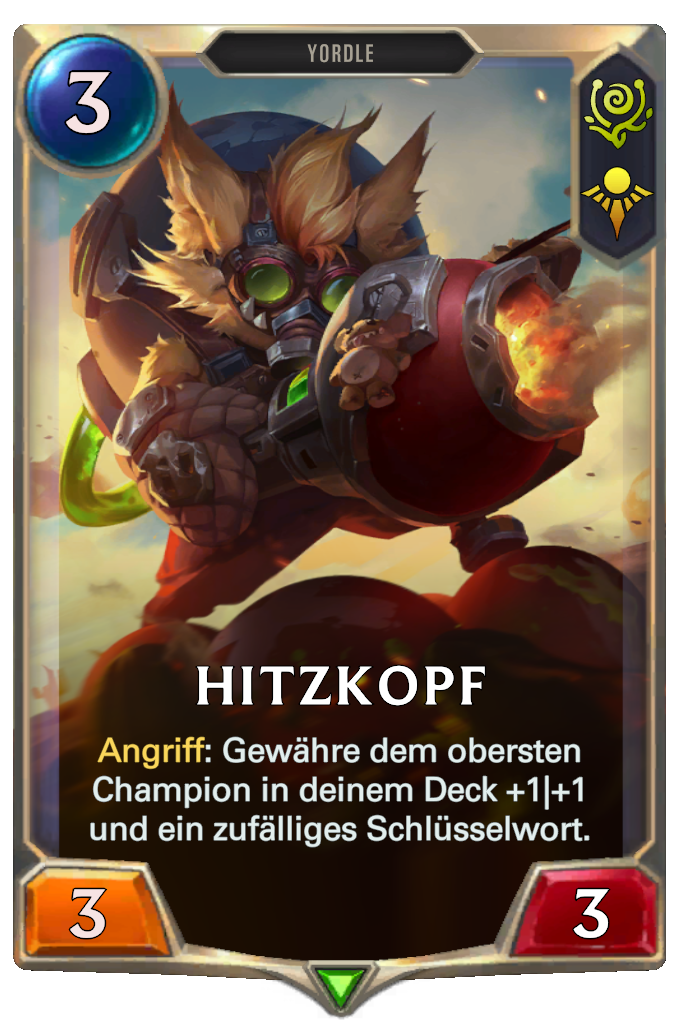 YORDLE
3
HITZKOPF
Angriff: Gewähre dem obersten
Champion in deinem Deck +1|+1
und ein zufälliges Schlüsselwort.
3
3